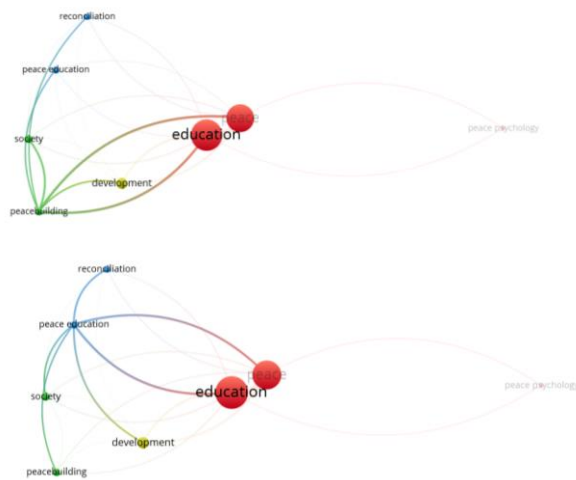 reconciliation
peace education
peace
education
peace psychology
society
development
peacebuilding
reconciliation
peace education
peace
education
peace psychology
society
development
peacebuilding